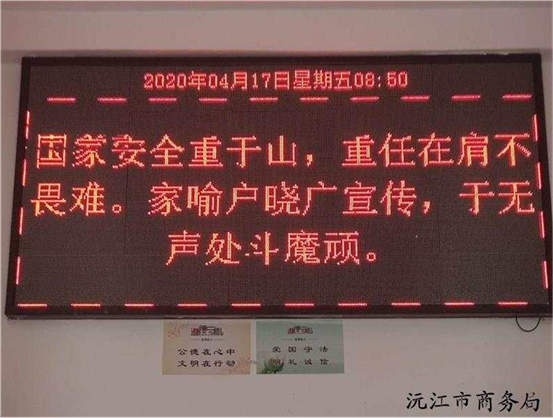 2020年04月17日星期五08:50
国家安全重于山，重任在肩不
畏难。家喻户晓广宣传，于无
声处斗魔顽。
公德在心中
文明在行动
爱国守法
明礼诚信
沅江市商务局